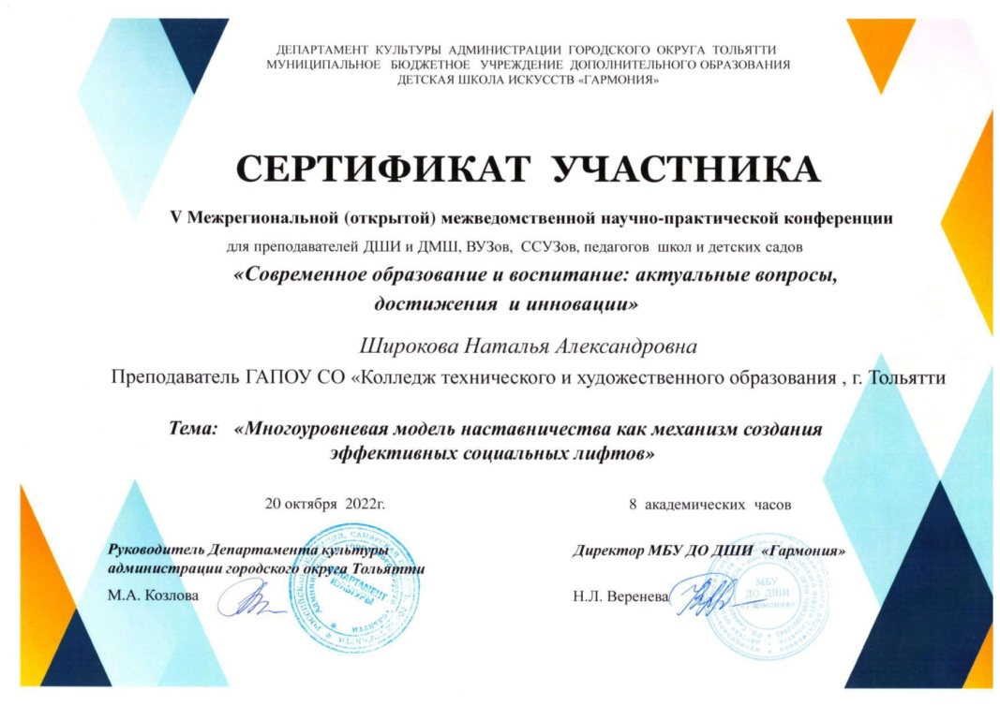 ДЕПАРТАМЕНТ КУЛЬТУРЫ АДМИНИСТРАЦИИ ГОРОДСКОГО ОКРУГА ТОЛЬЯТТИ
МУНИЦИПАЛЬНОЕ БЮДЖЕТНОЕ УЧРЕЖДЕНИЕ ДОПОЛНИТЕЛЬНОГО ОБРАЗОВАНИЯ
ДЕТСКАЯ ШКОЛА ИСКУССТВ «ГАРМОНИЯ»
СЕРТИФИКАТ УЧАСТНИКА
V Межрегиональной (открытой) межведомственной научно-практической конференции
для преподавателей ДШИ и ДМШ, ВУЗов, ССУЗов, педагогов школ и детских садов
«Современное образование и воспитание: актуальные вопросы,
достижения и инновации»
Широкова Наталья Александровна
Преподаватель ГАПОУ СО «Колледж технического и художественного образования , г. Тольятти
Тема: «Многоуровневая модель наставничества как механизм создания
эффективных социальных лифтов»
20 октября 2022г.
8 академических часов
Руководитель Департамента культуры
администрации городского округа Тольятти
М.А. Козлова
ДЕПАРТАМЕНТ
КУЛЬТУРЫ
Директор МБУ ДО ДШИ «Гармония»
Н.Л. Веренева
МБУ
ДО ДШИ
«Гармония»